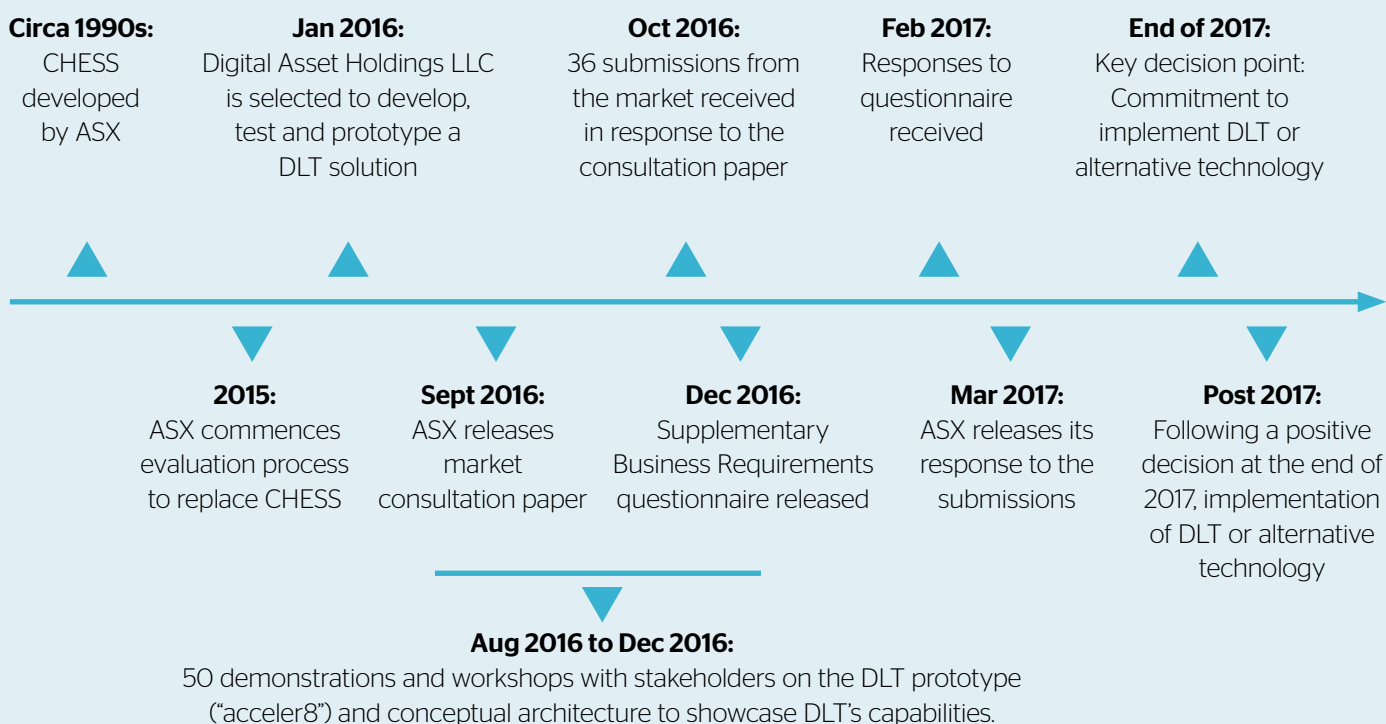 Circa 1990s:
CHESS
developed
by ASX
Jan 2016:
Digital Asset Holdings LLC
is selected to develop,
test and prototype a
DLT solution
Oct 2016:
36 submissions from
the market received
in response to the
consultation paper
Feb 2017:
Responses to
questionnaire
received
End of 2017:
Key decision point:
Commitment to
implement DLT or
alternative technology
2015:
ASX commences
evaluation process
to replace CHESS
Sept 2016:
ASX releases
market
consultation paper
Dec 2016:
Supplementary
Business Requirements
questionnaire released
Mar 2017:
ASX releases its
response to the
submissions
Post 2017:
Following a positive
decision at the end of
2017, implementation
of DLT or alternative
technology
Aug 2016 to Dec 2016:
50 demonstrations and workshops with stakeholders on the DLT prototype
(“acceler8”) and conceptual architecture to showcase DLT’s capabilities.